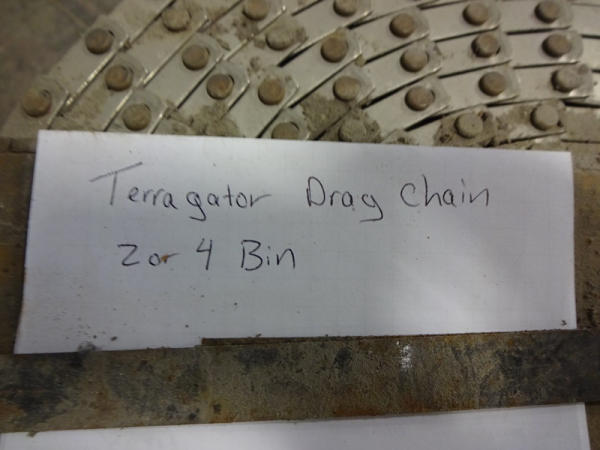 Terragator Drag Chain
2 or 4 Bin